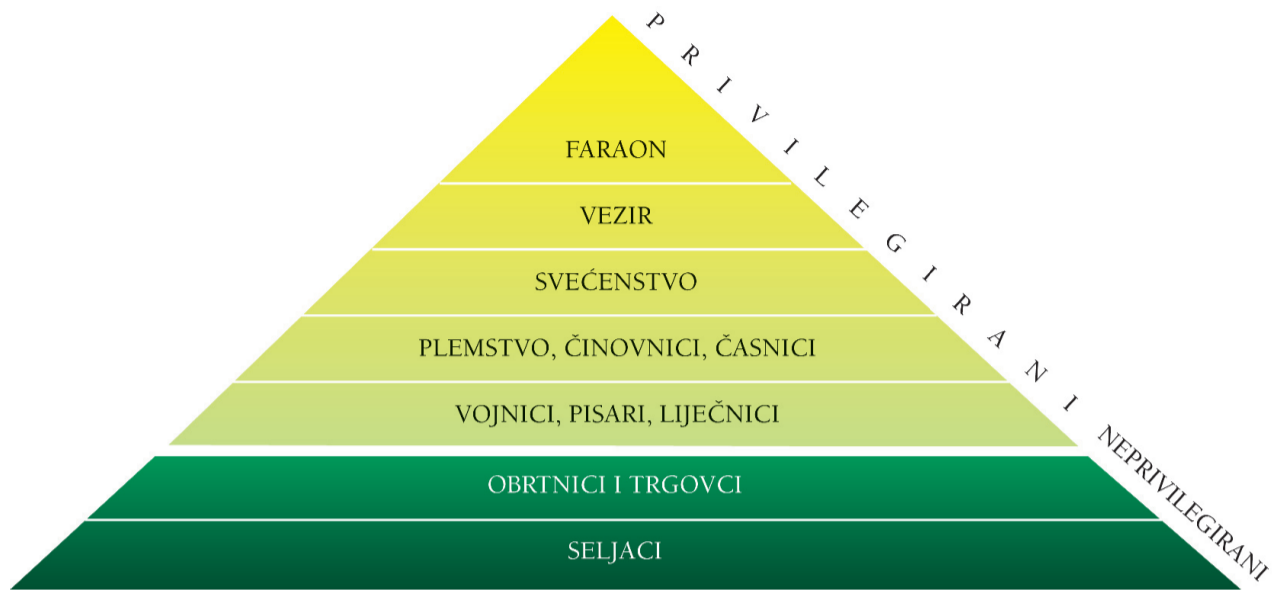 PRIVILEGIRANI
FARAON
VEZIR
SVEĆENSTVO
PLEMSTVO, ČINOVNICI, ČASNICI
VOJNICI, PISARI, LIJEČNICI
NEPRIVILEGIRANI
OBRTNICI I TRGOVCI
SELJACI